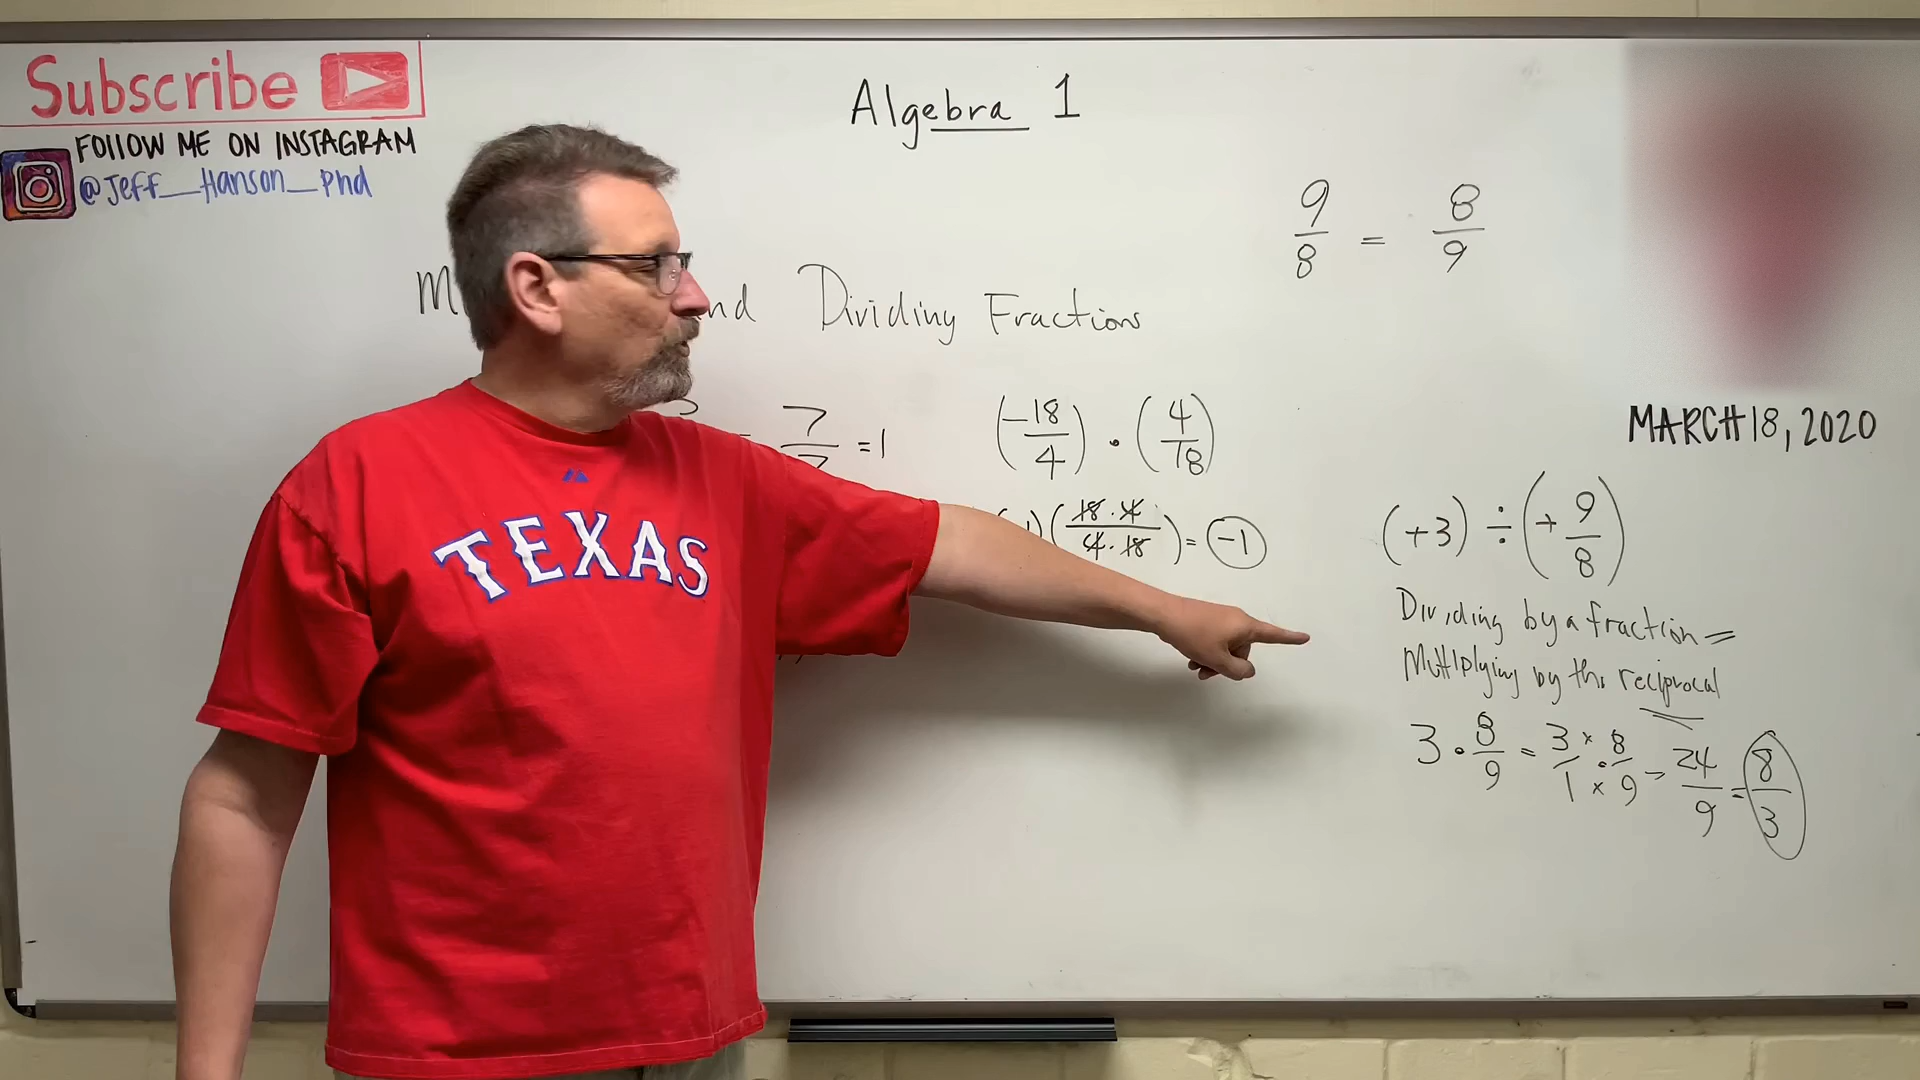 Subscribe
FOLLOW ME ON INSTAGRAM
@Jeff_Hanson_Phd
Algebra 1
9/8 = 8/9
Dividing Fractions
7/7 = 1
(-18/4) · (4/18)
(18·4/4·18) = -1
MARCH 18, 2020
(+3) ÷ (+9/8)
Dividing by a fraction =
Multiplying by the reciprocal
3 · 8/9 = 3/1 × · × 8/9 = 24/9 = 8/3
TEXAS